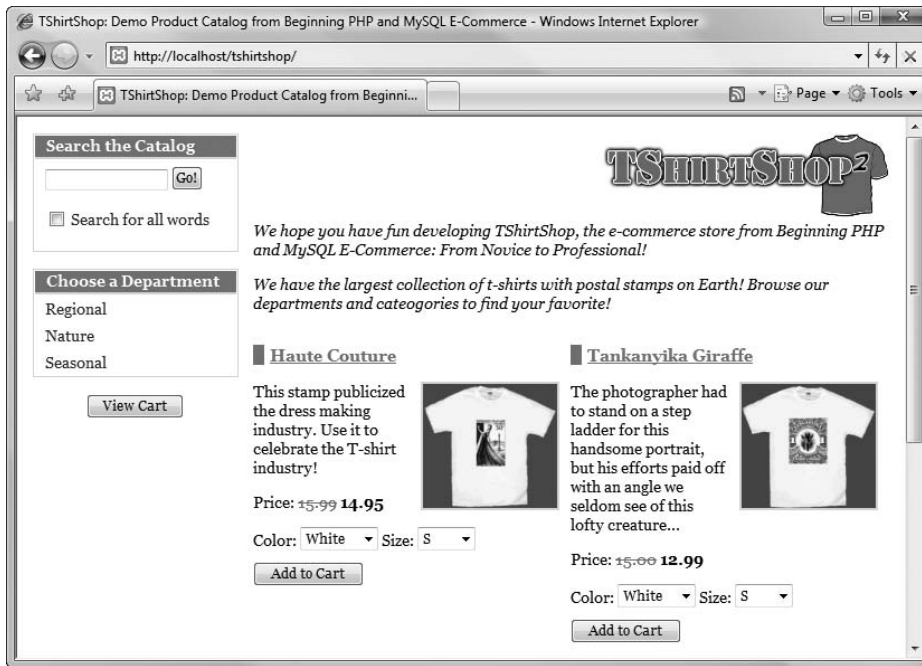 TShirtShop: Demo Product Catalog from Beginning PHP and MySQL E-Commerce - Windows Internet Explorer
http://localhost/tshirtshop/
TShirtShop: Demo Product Catalog from Beginni...
Page
Tools
Search the Catalog
Go!
Search for all words
Choose a Department
Regional
Nature
Seasonal
View Cart
TShirtShop2
We hope you have fun developing TShirtShop, the e-commerce store from Beginning PHP
and MySQL E-Commerce: From Novice to Professional!
We have the largest collection of t-shirts with postal stamps on Earth! Browse our
departments and cateogories to find your favorite!
Haute Couture
This stamp publicized
the dress making
industry. Use it to
celebrate the T-shirt
industry!
Price: 15.99 14.95
Color: White Size: S
Add to Cart
Tankanyika Giraffe
The photographer had
to stand on a step
ladder for this
handsome portrait,
but his efforts paid off
with an angle we
seldom see of this
lofty creature...
Price: 15.00 12.99
Color: White Size: S
Add to Cart